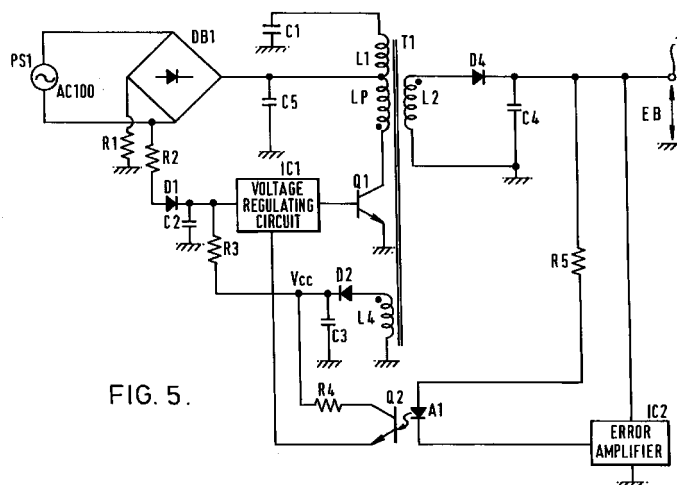 C1
T1
DB1
L1
D4
PS1
AC100
LP
L2
C5
C4
EB
R1
R2
IC1
Q1
D1
VOLTAGE
REGULATING
CIRCUIT
C2
R3
R5
Vcc
D2
L4
C3
FIG. 5.
R4
Q2
A1
IC2
ERROR
AMPLIFIER